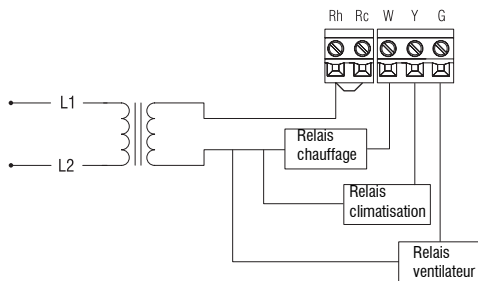 Rh Rc W Y G
L1
L2
Relais
chauffage
Relais
climatisation
Relais
ventilateur